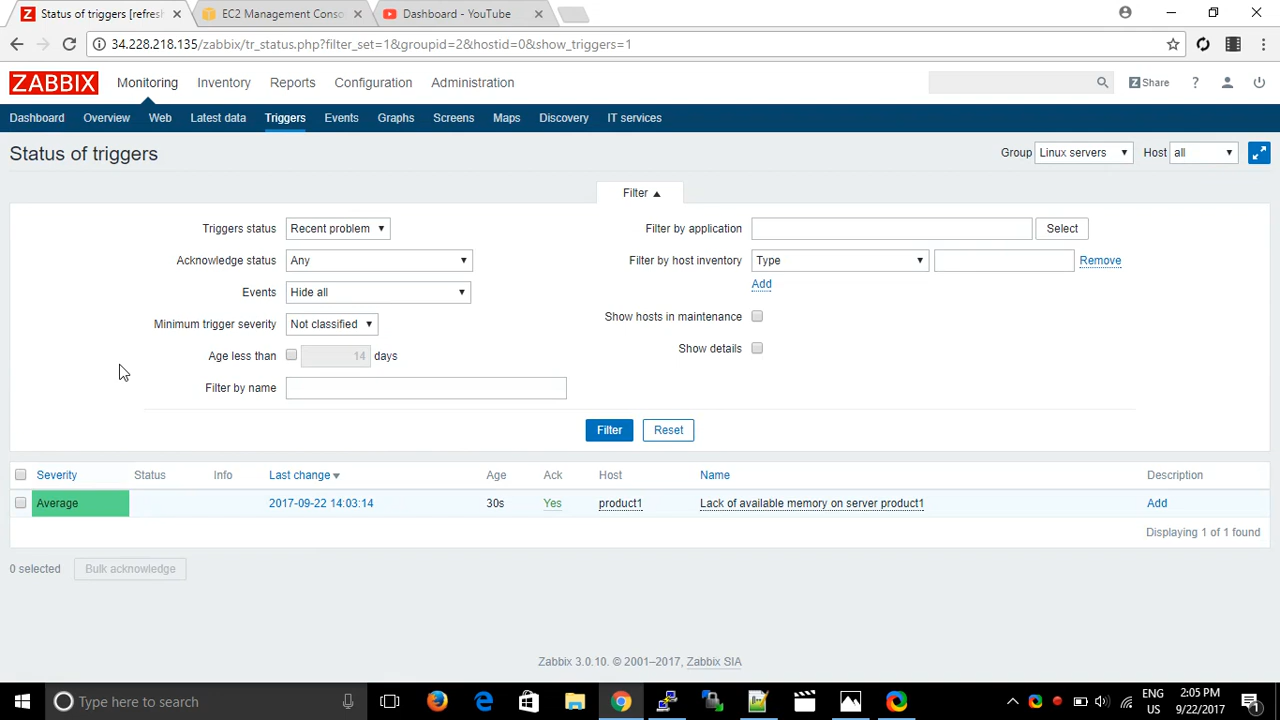 Status of triggers [refres
EC2 Management Conso
Dashboard - YouTube
34.228.218.135/zabbix/tr_status.php?filter_set=1&groupid=2&hostid=0&show_triggers=1
ZABBIX Monitoring Inventory Reports Configuration Administration Z Share ?
Dashboard Overview Web Latest data Triggers Events Graphs Screens Maps Discovery IT services
Status of triggers
Group Linux servers Host all
Filter
Triggers status Recent problem
Filter by application Select
Acknowledge status Any
Filter by host inventory Type Remove
Add
Events Hide all
Show hosts in maintenance
Minimum trigger severity Not classified
Show details
Age less than 14 days
Filter by name
Filter Reset
Severity Status Info Last change Age Ack Host Name Description
Average 2017-09-22 14:03:14 30s Yes product1 Lack of available memory on server product1 Add
Displaying 1 of 1 found
0 selected Bulk acknowledge
Zabbix 3.0.10. © 2001–2017, Zabbix SIA
Type here to search
ENG
US
2:05 PM
9/22/2017
1